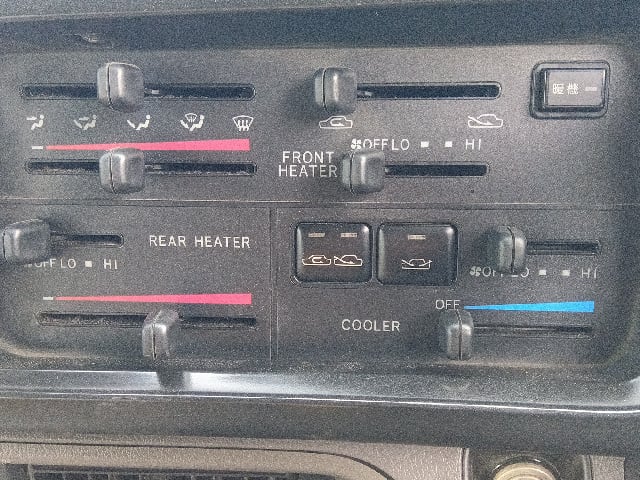 暖機
OFF LO HI
FRONT
HEATER
REAR HEATER
OFF LO HI
OFF LO HI
OFF
COOLER